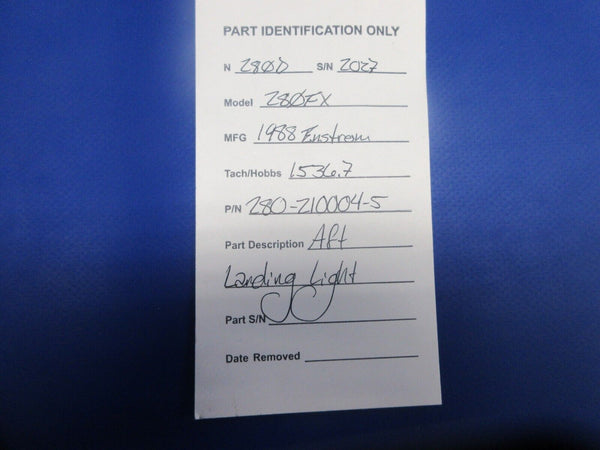 PART IDENTIFICATION ONLY
N 280D S/N 2027
Model 280FX
MFG 1988 Enstrom
Tach/Hobbs 1536.7
P/N 280-210004-5
Part Description Aft
Landing Light
Part S/N
Date Removed